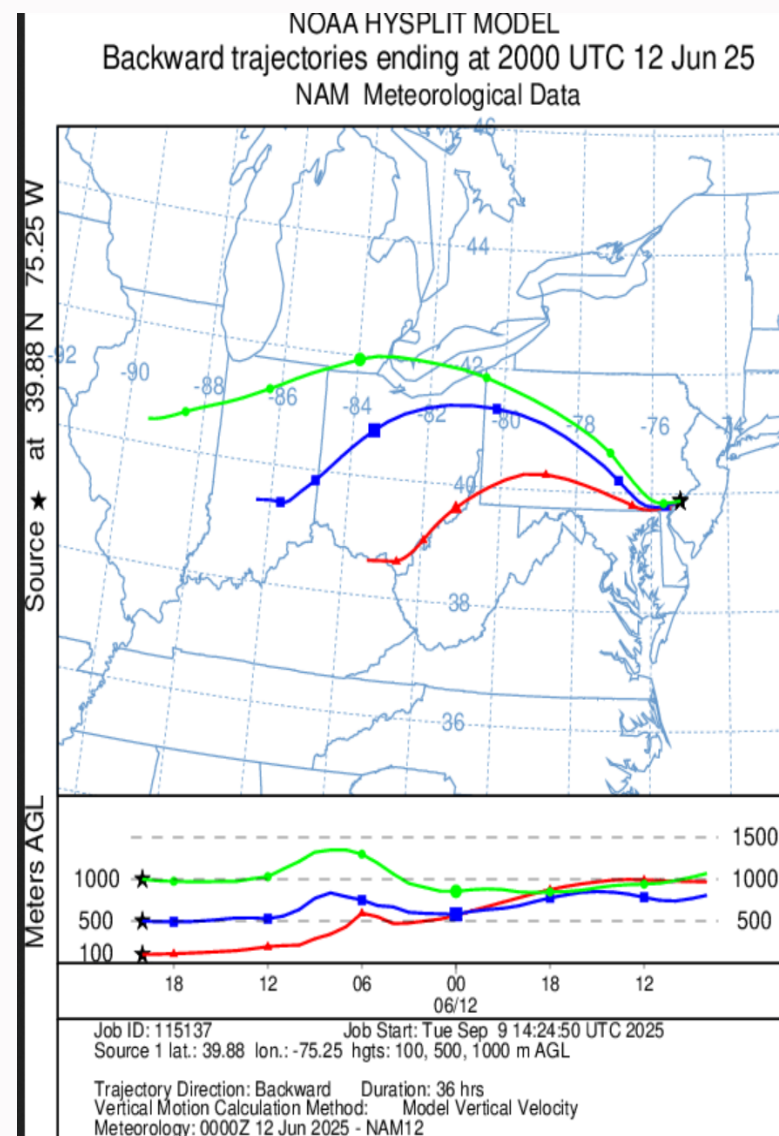 NOAA HYSPLIT MODEL
Backward trajectories ending at 2000 UTC 12 Jun 25
NAM Meteorological Data
Source ★ at 39.88 N 75.25 W
46
44
-92
-90
-88
-86
-84
42
-82
-80
-78
-76
-74
40
38
36
Meters AGL
1500
1000
1000
500
500
100
18 12 06 00 18 12
06/12
Job ID: 115137 Job Start: Tue Sep 9 14:24:50 UTC 2025
Source 1 lat.: 39.88 lon.: -75.25 hgts: 100, 500, 1000 m AGL
Trajectory Direction: Backward Duration: 36 hrs
Vertical Motion Calculation Method: Model Vertical Velocity
Meteorology: 0000Z 12 Jun 2025 - NAM12